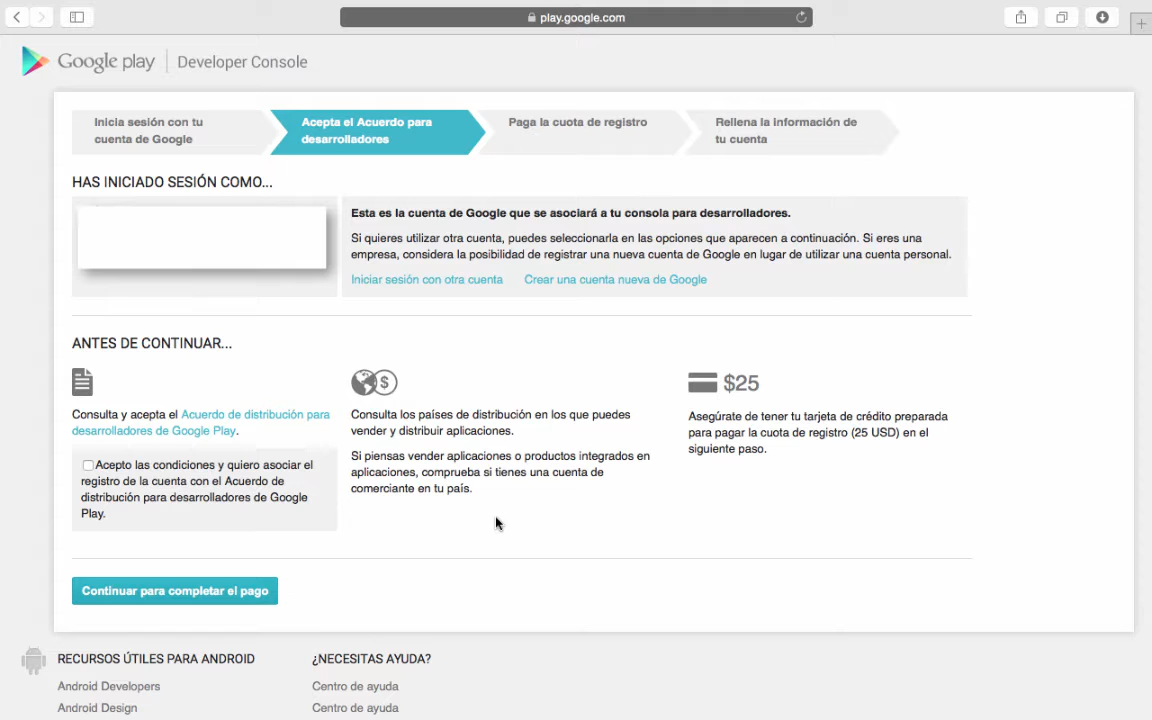 play.google.com
Google play
Developer Console
Inicia sesión con tu
cuenta de Google
Acepta el Acuerdo para
desarrolladores
Paga la cuota de registro
Rellena la información de
tu cuenta
HAS INICIADO SESIÓN COMO...
Esta es la cuenta de Google que se asociará a tu consola para desarrolladores.
Si quieres utilizar otra cuenta, puedes seleccionarla en las opciones que aparecen a continuación. Si eres una
empresa, considera la posibilidad de registrar una nueva cuenta de Google en lugar de utilizar una cuenta personal.
Iniciar sesión con otra cuenta
Crear una cuenta nueva de Google
ANTES DE CONTINUAR...
Consulta y acepta el Acuerdo de distribución para
desarrolladores de Google Play.
Acepto las condiciones y quiero asociar el
registro de la cuenta con el Acuerdo de
distribución para desarrolladores de Google
Play.
$
Consulta los países de distribución en los que puedes
vender y distribuir aplicaciones.
Si piensas vender aplicaciones o productos integrados en
aplicaciones, comprueba si tienes una cuenta de
comerciante en tu país.
$25
Asegúrate de tener tu tarjeta de crédito preparada
para pagar la cuota de registro (25 USD) en el
siguiente paso.
Continuar para completar el pago
RECURSOS ÚTILES PARA ANDROID
Android Developers
Android Design
¿NECESITAS AYUDA?
Centro de ayuda
Centro de ayuda